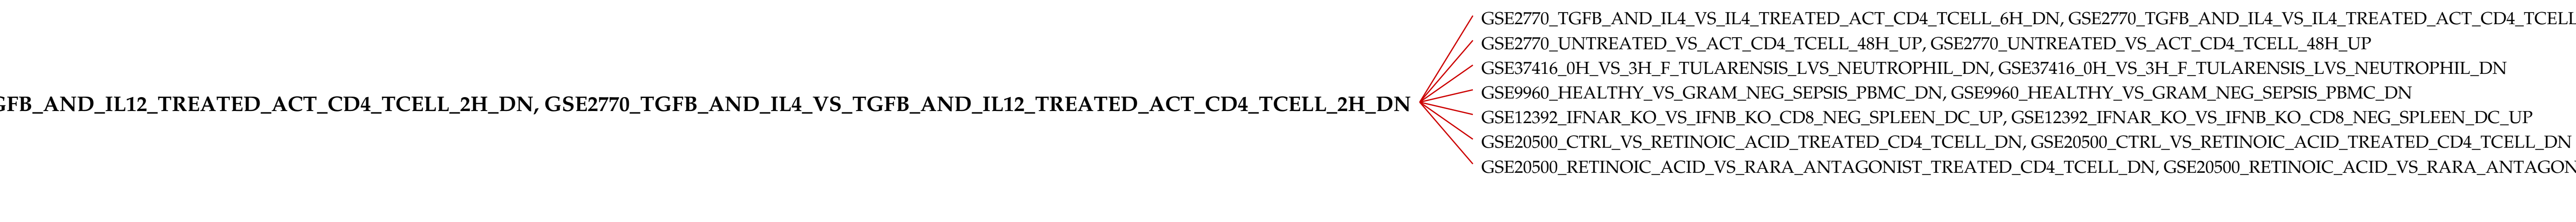 GSE2770_TGFB_AND_IL4_VS_IL4_TREATED_ACT_CD4_TCELL_6H_DN, GSE2770_TGFB_AND_IL4_VS_IL4_TREATED_ACT_CD4_TCELL
GSE2770_UNTREATED_VS_ACT_CD4_TCELL_48H_UP, GSE2770_UNTREATED_VS_ACT_CD4_TCELL_48H_UP
GSE37416_0H_VS_3H_F_TULARENSIS_LVS_NEUTROPHIL_DN, GSE37416_0H_VS_3H_F_TULARENSIS_LVS_NEUTROPHIL_DN
GSE9960_HEALTHY_VS_GRAM_NEG_SEPSIS_PBMC_DN, GSE9960_HEALTHY_VS_GRAM_NEG_SEPSIS_PBMC_DN
GFB_AND_IL12_TREATED_ACT_CD4_TCELL_2H_DN, GSE2770_TGFB_AND_IL4_VS_TGFB_AND_IL12_TREATED_ACT_CD4_TCELL_2H_DN
GSE12392_IFNAR_KO_VS_IFNB_KO_CD8_NEG_SPLEEN_DC_UP, GSE12392_IFNAR_KO_VS_IFNB_KO_CD8_NEG_SPLEEN_DC_UP
GSE20500_CTRL_VS_RETINOIC_ACID_TREATED_CD4_TCELL_DN, GSE20500_CTRL_VS_RETINOIC_ACID_TREATED_CD4_TCELL_DN
GSE20500_RETINOIC_ACID_VS_RARA_ANTAGONIST_TREATED_CD4_TCELL_DN, GSE20500_RETINOIC_ACID_VS_RARA_ANTAGON